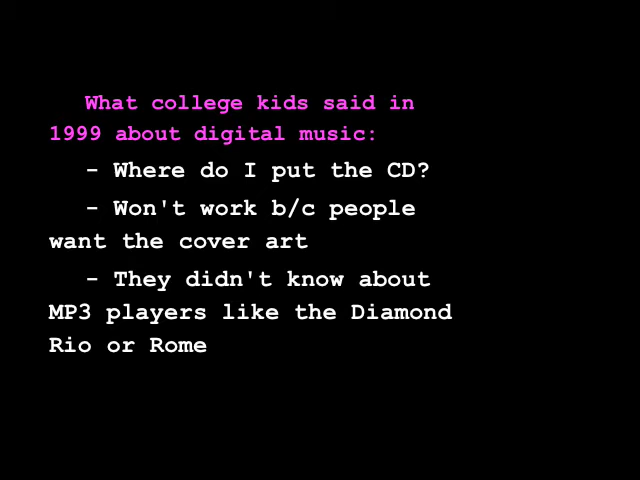 What college kids said in
1999 about digital music:
- Where do I put the CD?
- Won't work b/c people
want the cover art
- They didn't know about
MP3 players like the Diamond
Rio or Rome